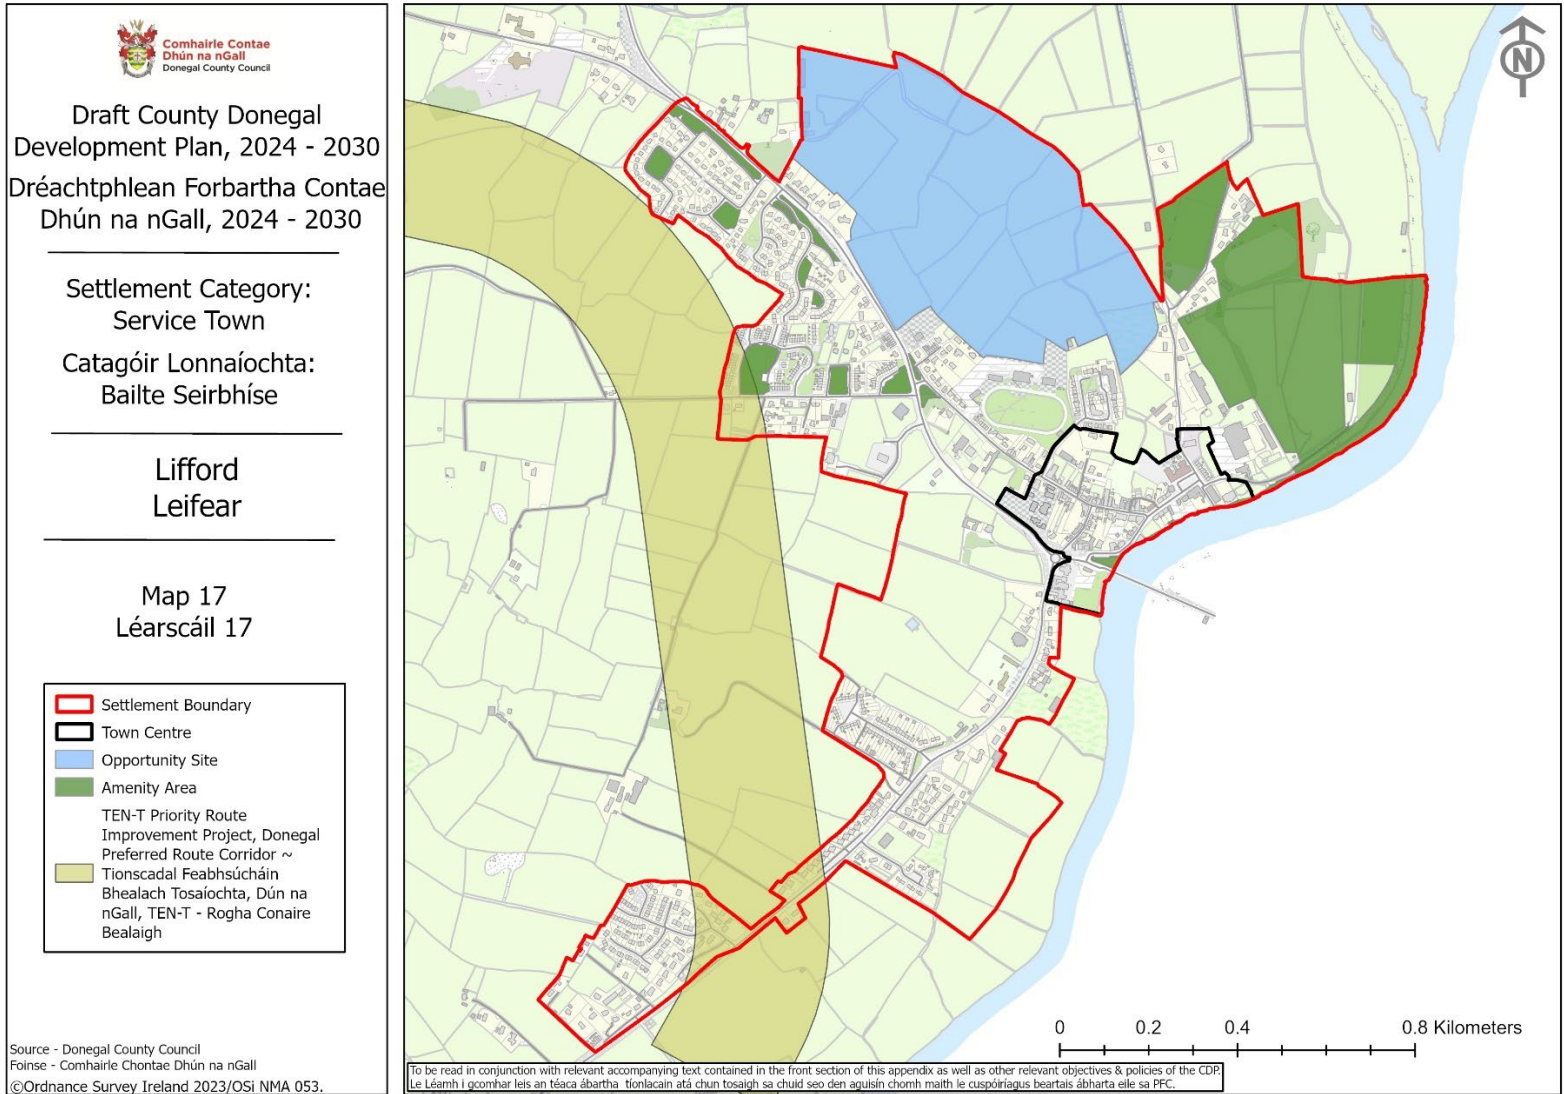 Comhairle Contae
Dhún na nGall
Donegal County Council
Draft County Donegal
Development Plan, 2024 - 2030
Dréachtphlean Forbartha Contae
Dhún na nGall, 2024 - 2030
Settlement Category:
Service Town
Catagóir Lonnaíochta:
Bailte Seirbhíse
Lifford
Leifear
Map 17
Léarscáil 17
Settlement Boundary
Town Centre
Opportunity Site
Amenity Area
TEN-T Priority Route
Improvement Project, Donegal
Preferred Route Corridor ~
Tionscadal Feabhsúcháin
Bhealach Tosaíochta, Dún na
nGall, TEN-T - Rogha Conaire
Bealaigh
Source - Donegal County Council
Foinse - Comhairle Chontae Dhún na nGall
©Ordnance Survey Ireland 2023/OSi NMA 053.
N
0 0.2 0.4 0.8 Kilometers
To be read in conjunction with relevant accompanying text contained in the front section of this appendix as well as other relevant objectives & policies of the CDP.
Le Léamh i gcomhar leis an téaca ábartha tíonlacain atá chun tosaigh sa chuid seo den aguisín chomh maith le cuspóiríagus beartais ábharta eile sa PFC.